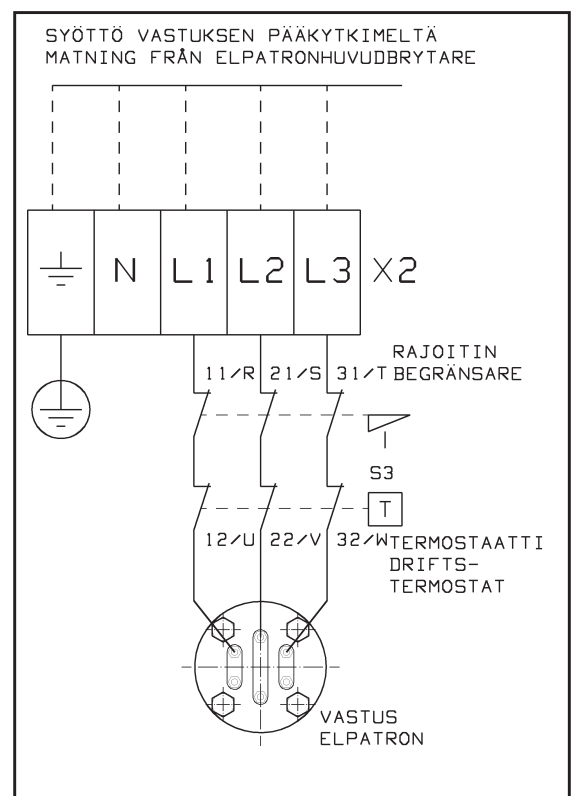 SYÖTTÖ VASTUKSEN PÄÄKYTKIMELTÄ
MATNING FRÅN ELPATRONHUVUDBRYTARE
N L1 L2 L3 X2
RAJOITIN
11/R 21/S 31/T BEGRÄNSARE
S3
T
12/U 22/V 32/W TERMOSTAATTI
DRIFTS-
TERMOSTAT
VASTUS
ELPATRON